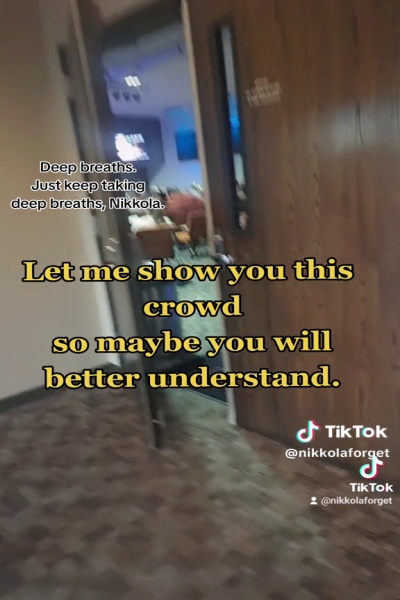 Deep breaths.
Just keep taking
deep breaths, Nikkola.
Let me show you this
crowd
so maybe you will
better understand.
TikTok
@nikkolaforget
TikTok
@nikkolaforget